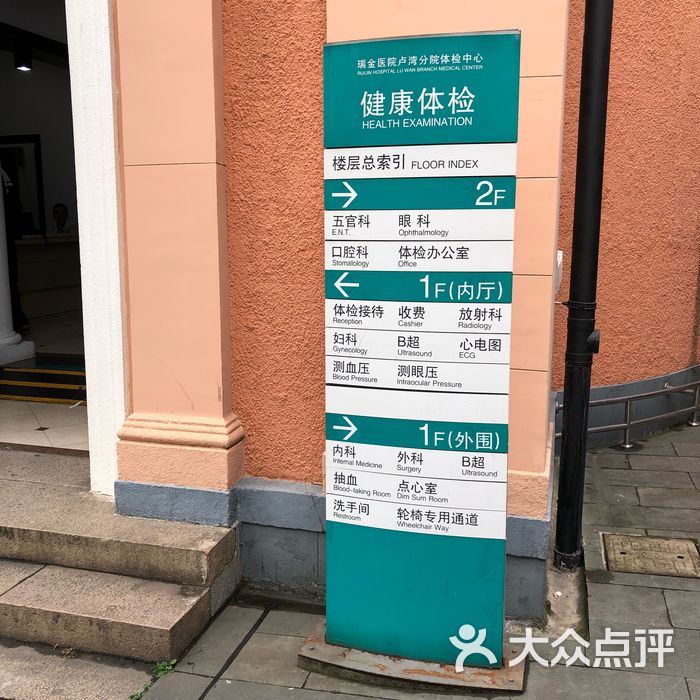 瑞金医院卢湾分院体检中心
RUIJIN HOSPITAL LU WAN BRANCH MEDICAL CENTER
健康体检
HEALTH EXAMINATION
楼层总索引 FLOOR INDEX
→ 2F
五官科 眼科
E.N.T. Ophthalmology
口腔科 体检办公室
Stomatology Office
← 1F(内厅)
体检接待 收费 放射科
Reception Cashier Radiology
妇科 B超 心电图
Gynecology Ultrasound ECG
测血压 测眼压
Blood Pressure Intraocular Pressure
→ 1F(外围)
内科 外科 B超
Internal Medicine Surgery Ultrasound
抽血 点心室
Blood-taking Room Dim Sum Room
洗手间 轮椅专用通道
Restroom Wheelchair Way
大众点评